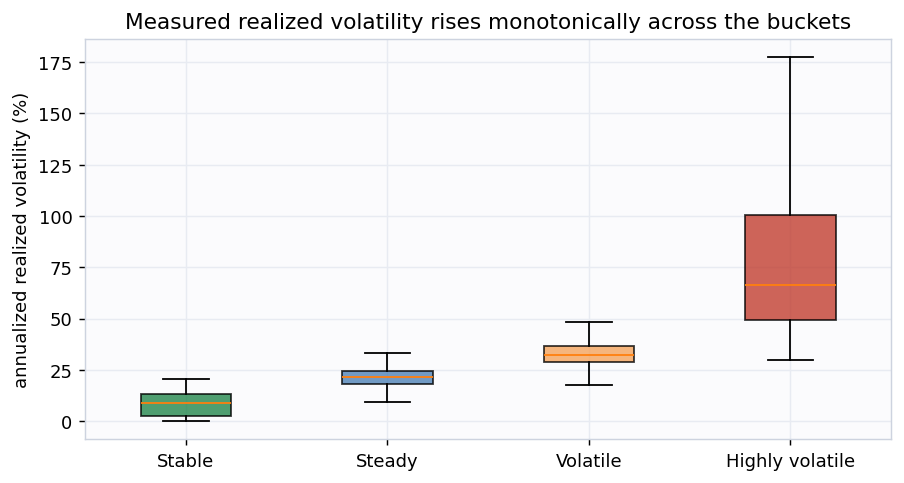 Measured realized volatility rises monotonically across the buckets
annualized realized volatility (%)
175
150
125
100
75
50
25
0
Stable Steady Volatile Highly volatile